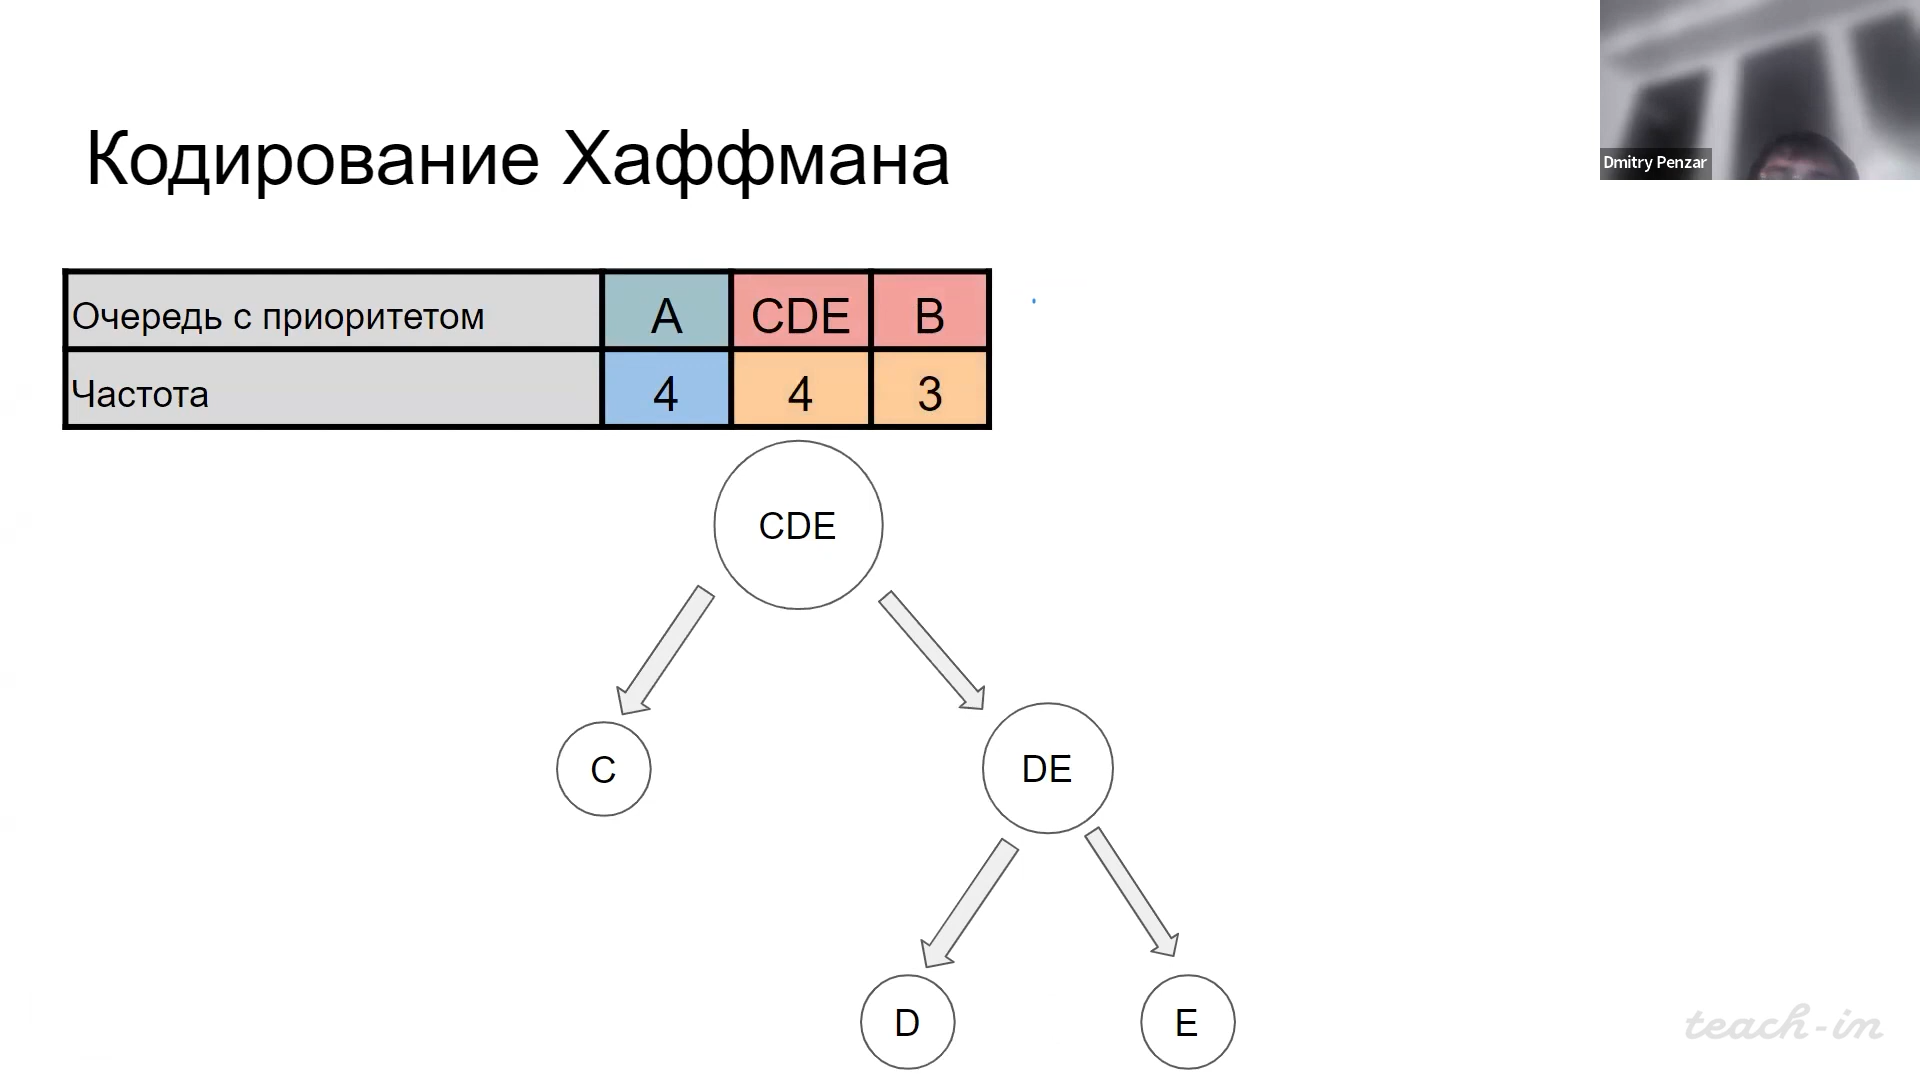 Dmitry Penzar
Кодирование Хаффмана
Очередь с приоритетом A CDE B
Частота 4 4 3
CDE
C DE
D E
teach-in